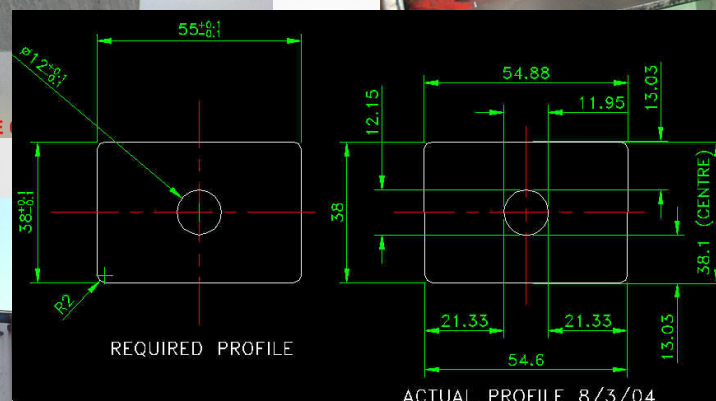 55+0.1-0.1
ø12+0.1-0.1
38+0.1-0.1
R2
REQUIRED PROFILE
54.88
11.95
13.03
12.15
38
38.1 (CENTRE)
21.33
21.33
13.03
54.6
ACTUAL PROFILE 8/3/04